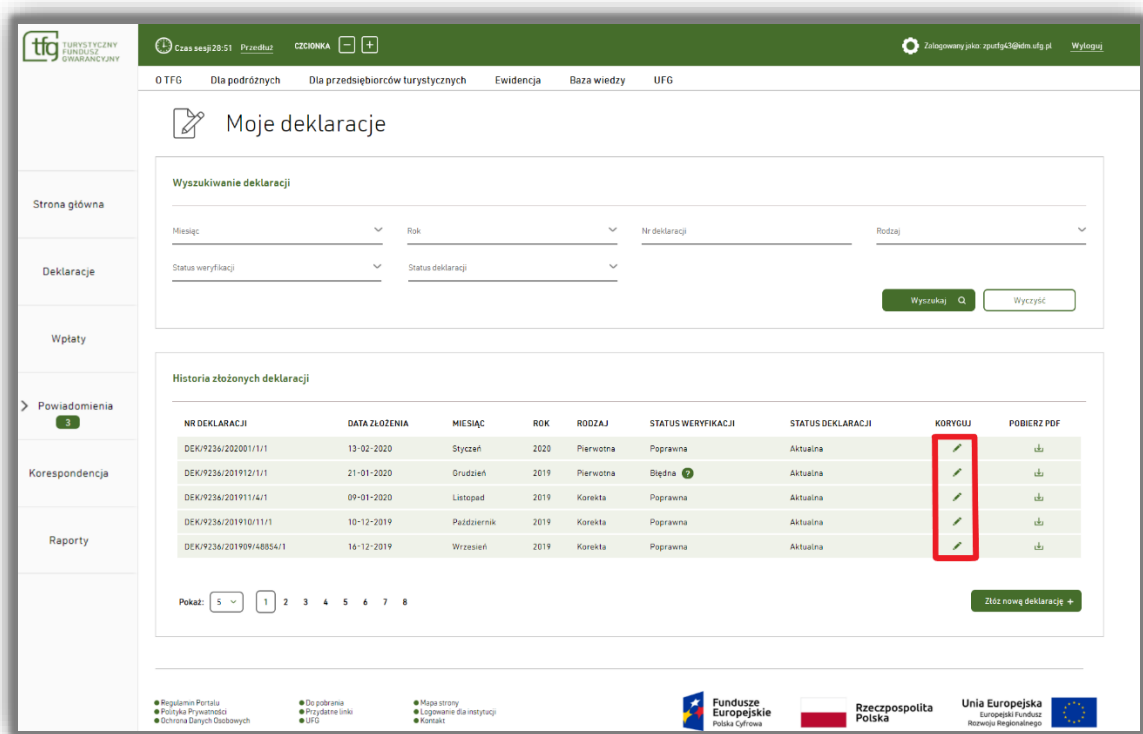 tfg TURYSTYCZNY
FUNDUSZ
GWARANCYJNY
Czas sesji 28:51 Przedłuż CZCIONKA − +
Zalogowany jako: zputfg43@idm.ufg.pl Wyloguj
O TFG Dla podróżnych Dla przedsiębiorców turystycznych Ewidencja Baza wiedzy UFG
Moje deklaracje
Strona główna
Deklaracje
Wpłaty
Powiadomienia
3
Korespondencja
Raporty
Wyszukiwanie deklaracji
Miesiąc Rok Nr deklaracji Rodzaj
Status weryfikacji Status deklaracji
Wyszukaj Wyczyść
Historia złożonych deklaracji
NR DEKLARACJI DATA ZŁOŻENIA MIESIĄC ROK RODZAJ STATUS WERYFIKACJI STATUS DEKLARACJI KORYGUJ POBIERZ PDF
DEK/9236/202001/1/1 13-02-2020 Styczeń 2020 Pierwotna Poprawna Aktualna
DEK/9236/201912/1/1 21-01-2020 Grudzień 2019 Pierwotna Błędna ? Aktualna
DEK/9236/201911/4/1 09-01-2020 Listopad 2019 Korekta Poprawna Aktualna
DEK/9236/201910/11/1 10-12-2019 Październik 2019 Korekta Poprawna Aktualna
DEK/9236/201909/48854/1 16-12-2019 Wrzesień 2019 Korekta Poprawna Aktualna
Pokaż: 5 1 2 3 4 5 6 7 8
Złóż nową deklarację +
Regulamin Portalu
Polityka Prywatności
Ochrona Danych Osobowych
Do pobrania
Przydatne linki
UFG
Mapa strony
Logowanie dla instytucji
Kontakt
Fundusze
Europejskie
Polska Cyfrowa
Rzeczpospolita
Polska
Unia Europejska
Europejski Fundusz
Rozwoju Regionalnego